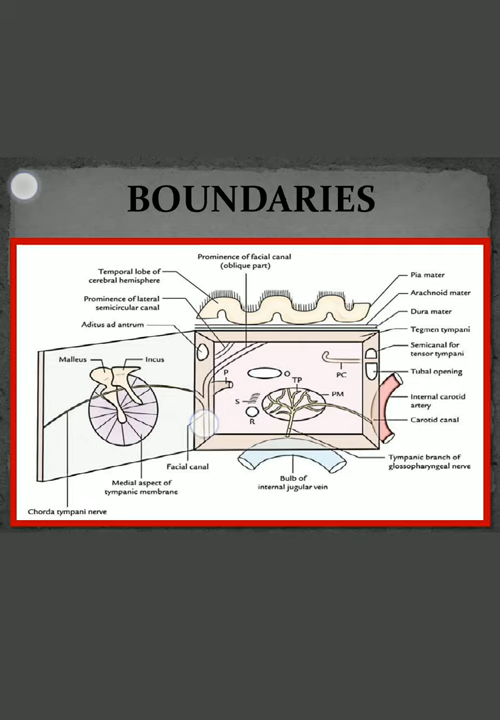 BOUNDARIES
Prominence of facial canal
(oblique part)
Temporal lobe of
cerebral hemisphere
Prominence of lateral
semicircular canal
Aditus ad antrum
Malleus
Incus
Pia mater
Arachnoid mater
Dura mater
Tegmen tympani
Semicanal for
tensor tympani
Tubal opening
Internal carotid
artery
Carotid canal
Tympanic branch of
glossopharyngeal nerve
P
O
TP
PC
S
PM
R
Facial canal
Medial aspect of
tympanic membrane
Bulb of
internal jugular vein
Chorda tympani nerve